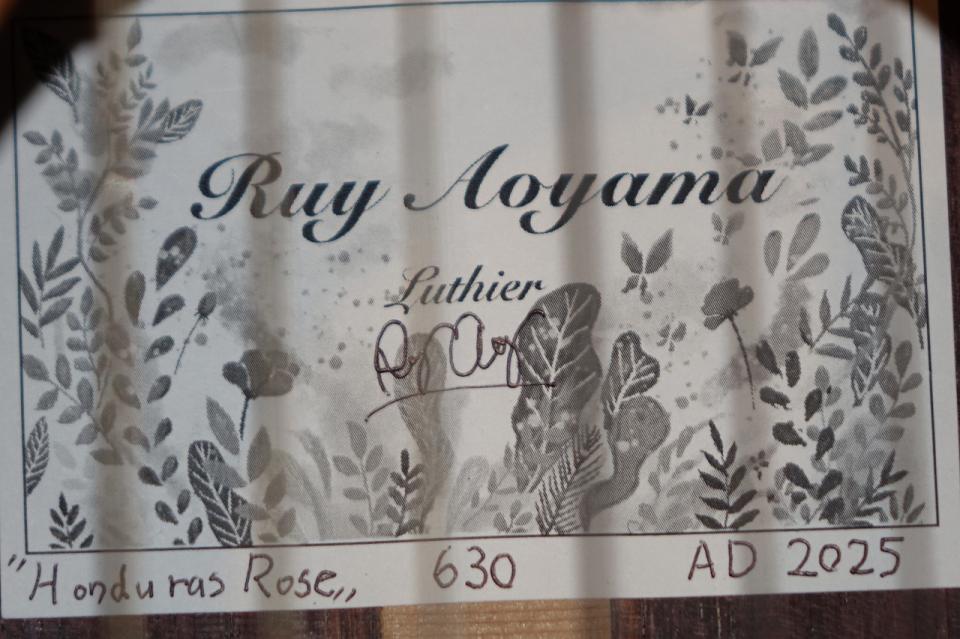 Ruy Aoyama
Luthier
"Honduras Rose„ 630 AD 2025